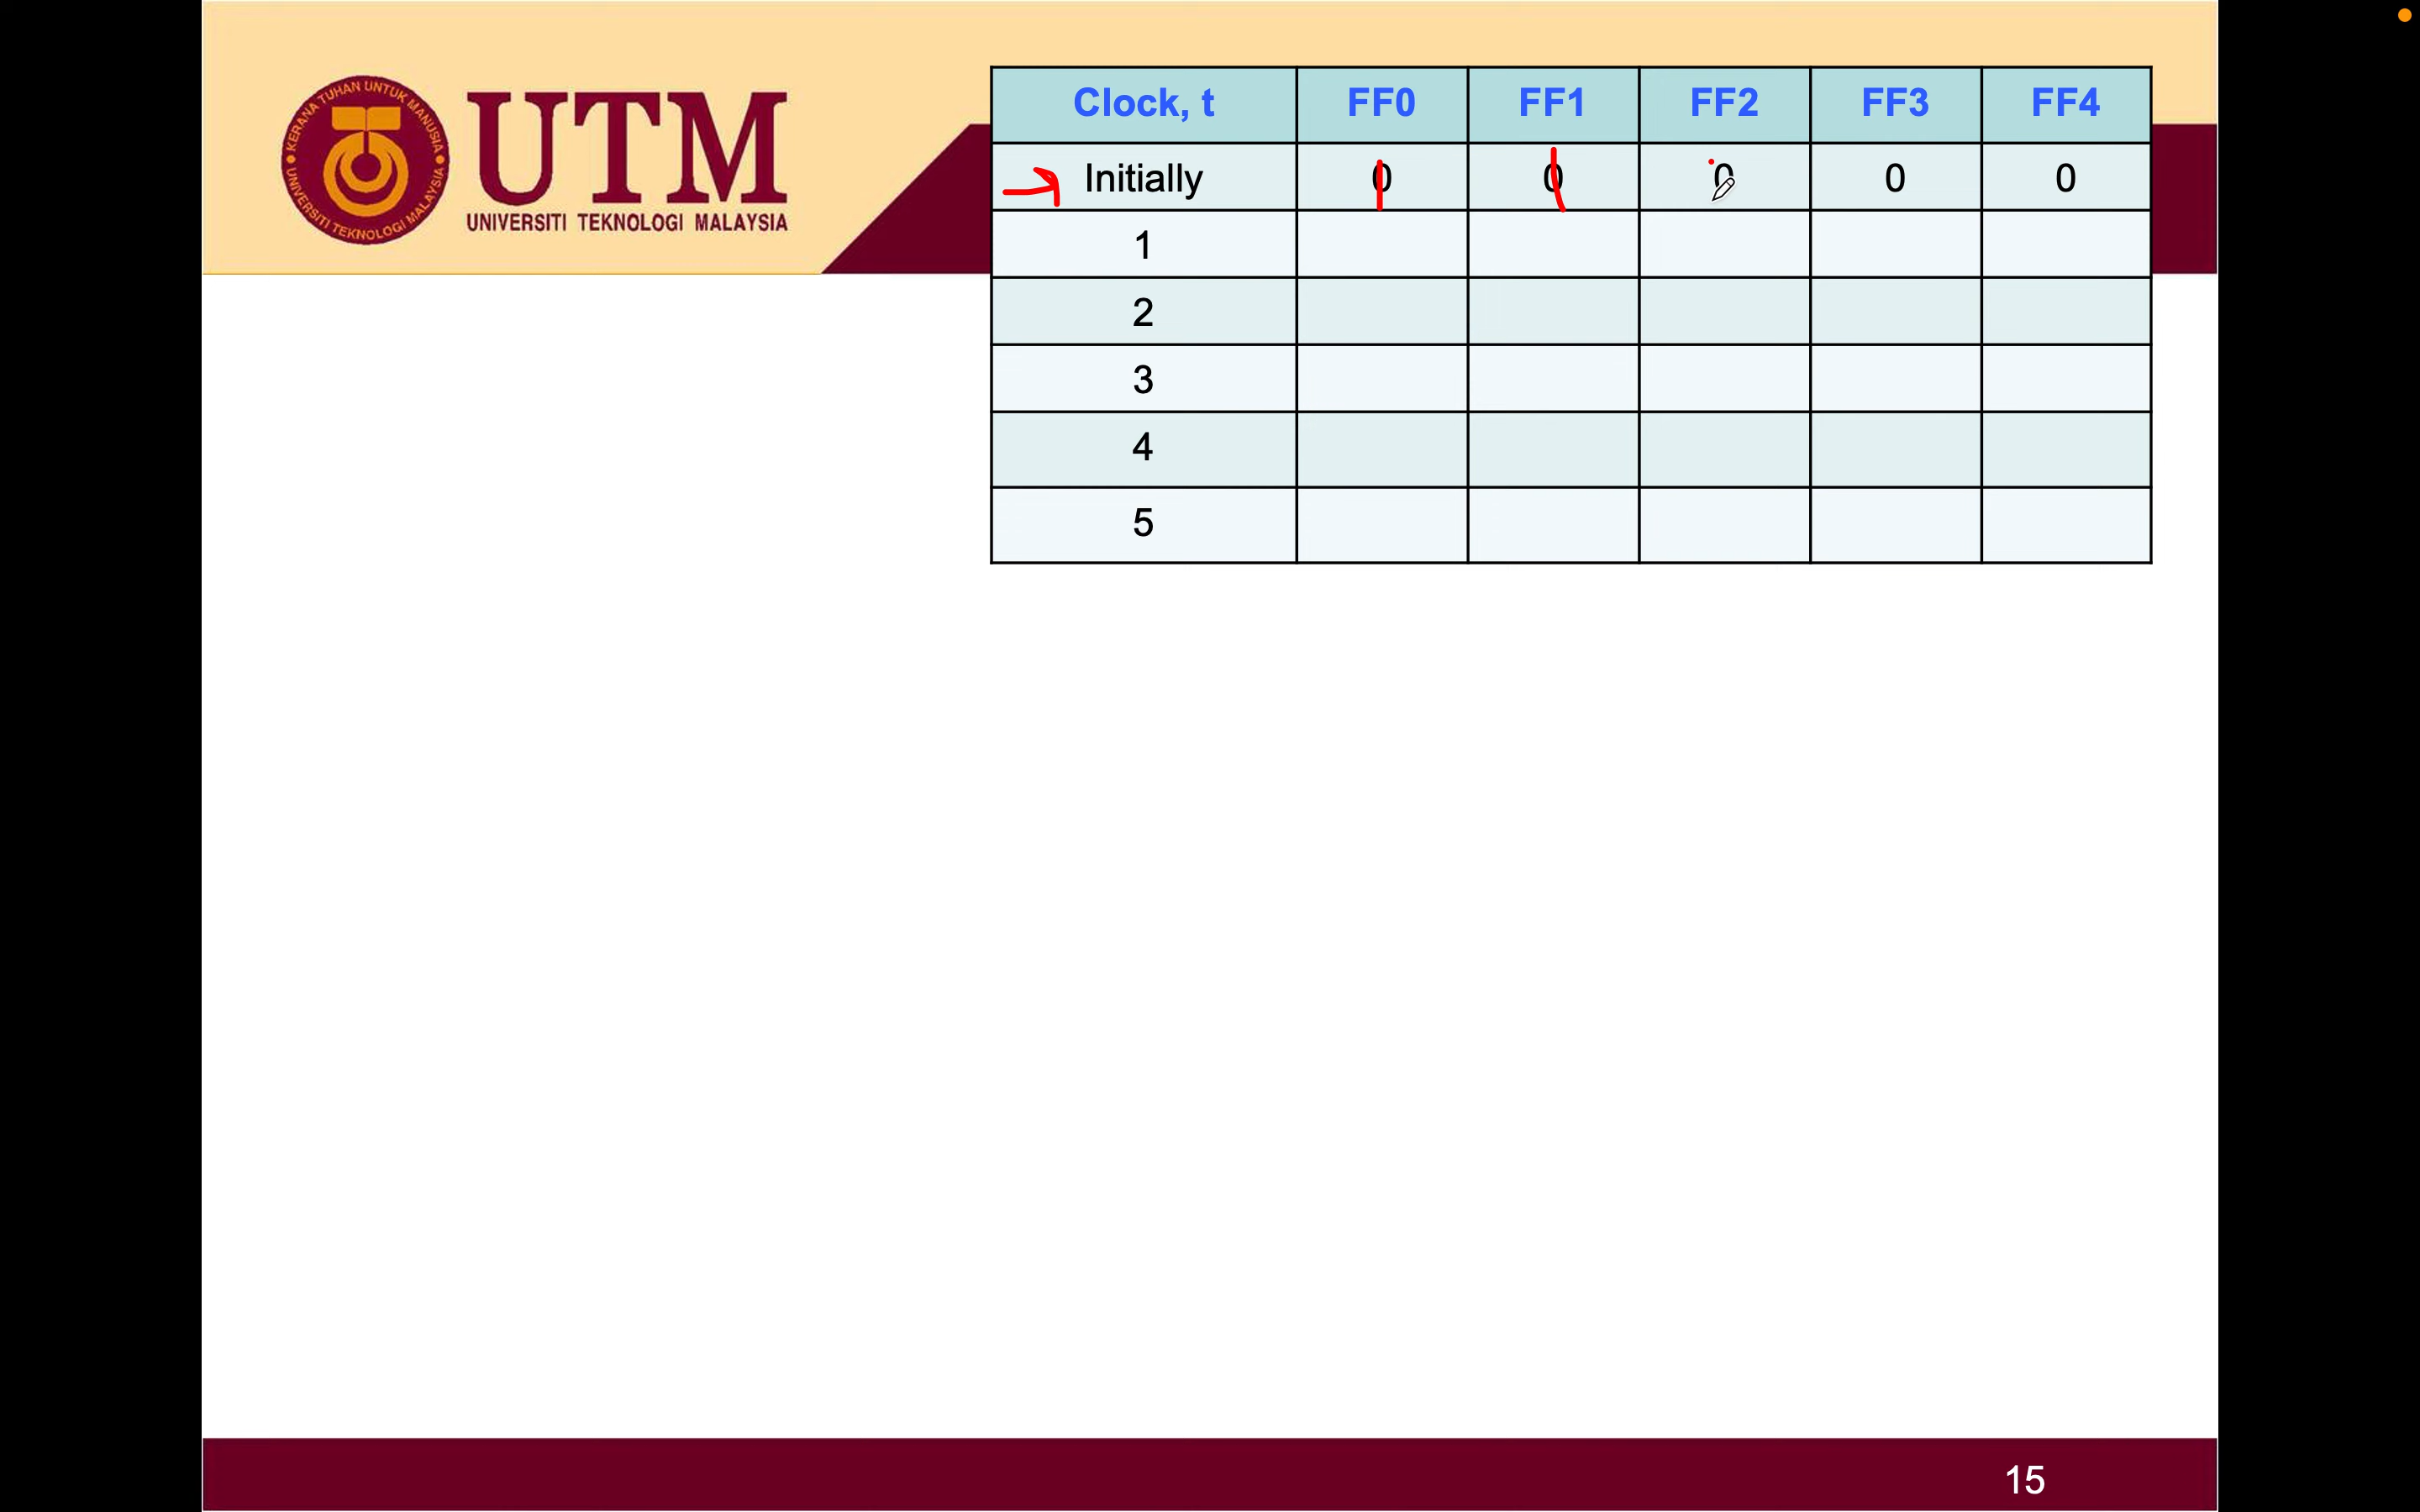 KERANA TUHAN UNTUK MANUSIA
UNIVERSITI TEKNOLOGI MALAYSIA
UTM
UNIVERSITI TEKNOLOGI MALAYSIA
Clock, t FF0 FF1 FF2 FF3 FF4
Initially 0 0 0 0 0
1
2
3
4
5
15